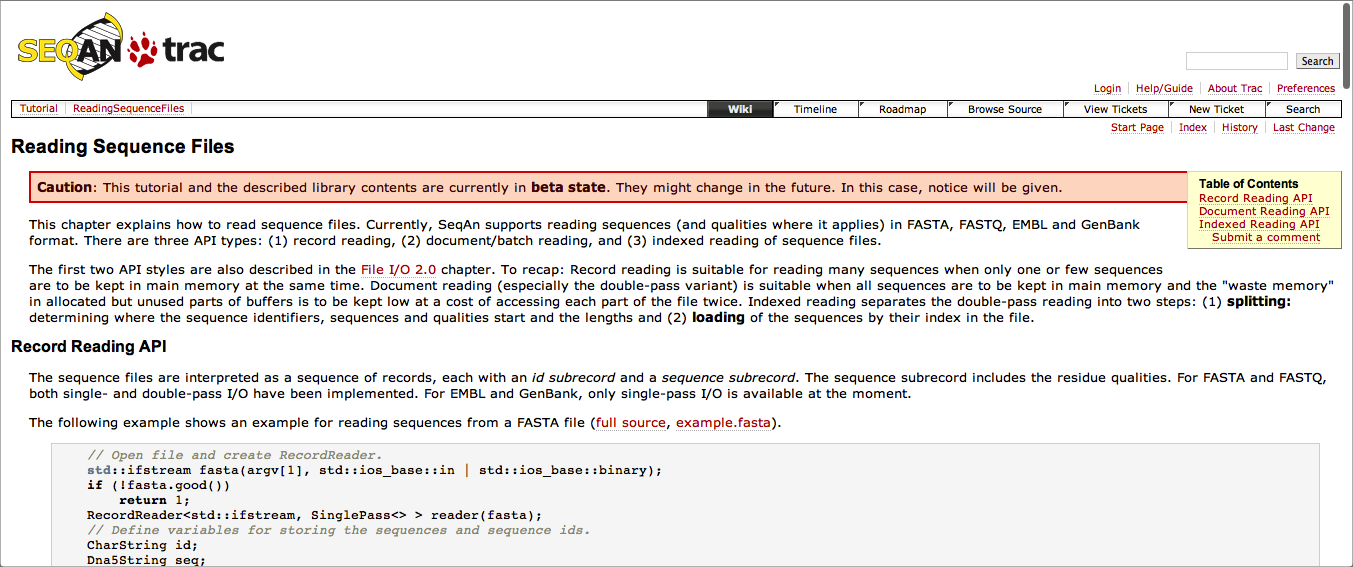 SEQAN trac
Search
Login Help/Guide About Trac Preferences
Tutorial ReadingSequenceFiles Wiki Timeline Roadmap Browse Source View Tickets New Ticket Search
Start Page Index History Last Change
Reading Sequence Files
Caution: This tutorial and the described library contents are currently in beta state. They might change in the future. In this case, notice will be given.
Table of Contents
Record Reading API
Document Reading API
Indexed Reading API
Submit a comment
This chapter explains how to read sequence files. Currently, SeqAn supports reading sequences (and qualities where it applies) in FASTA, FASTQ, EMBL and GenBank
format. There are three API types: (1) record reading, (2) document/batch reading, and (3) indexed reading of sequence files.
The first two API styles are also described in the File I/O 2.0 chapter. To recap: Record reading is suitable for reading many sequences when only one or few sequences
are to be kept in main memory at the same time. Document reading (especially the double-pass variant) is suitable when all sequences are to be kept in main memory and the "waste memory"
in allocated but unused parts of buffers is to be kept low at a cost of accessing each part of the file twice. Indexed reading separates the double-pass reading into two steps: (1) splitting:
determining where the sequence identifiers, sequences and qualities start and the lengths and (2) loading of the sequences by their index in the file.
Record Reading API
The sequence files are interpreted as a sequence of records, each with an id subrecord and a sequence subrecord. The sequence subrecord includes the residue qualities. For FASTA and FASTQ,
both single- and double-pass I/O have been implemented. For EMBL and GenBank, only single-pass I/O is available at the moment.
The following example shows an example for reading sequences from a FASTA file (full source, example.fasta).
// Open file and create RecordReader.
std::ifstream fasta(argv[1], std::ios_base::in | std::ios_base::binary);
if (!fasta.good())
return 1;
RecordReader<std::ifstream, SinglePass<> > reader(fasta);
// Define variables for storing the sequences and sequence ids.
CharString id;
Dna5String seq;